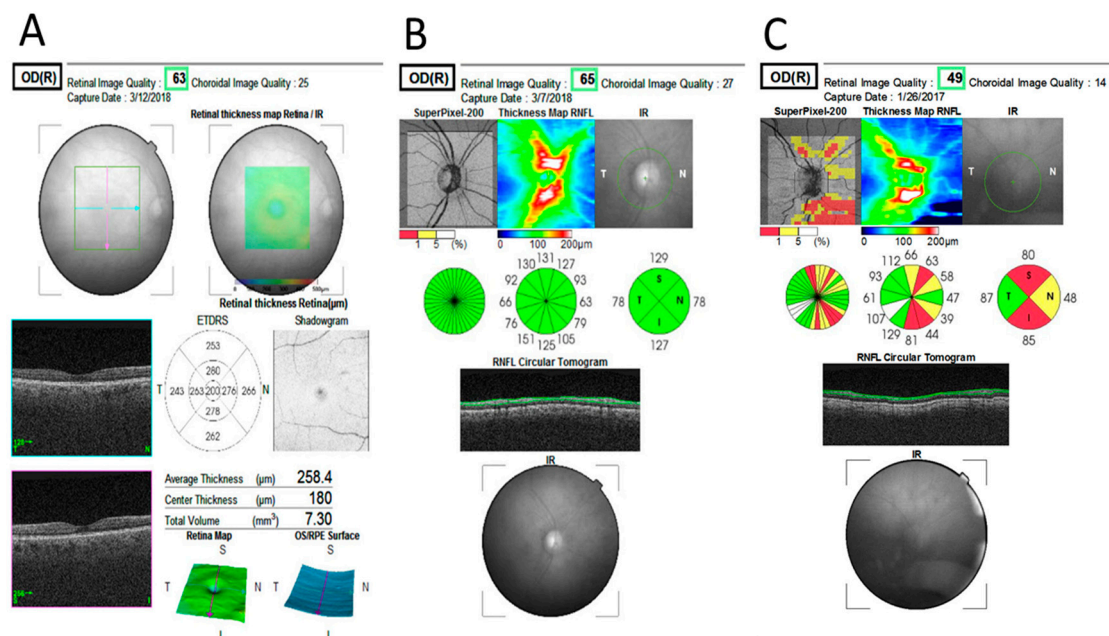 A
OD(R) Retinal Image Quality : 63 Choroidal Image Quality : 25
Capture Date : 3/12/2018
Retinal thickness map Retina / IR
Retinal thickness Retina(μm)
ETDRS
Shadowgram
253
280
T 243 263 200 276 266 N
278
262
N
Average Thickness (μm) 258.4
Center Thickness (μm) 180
Total Volume (mm³) 7.30
Retina Map
OS/RPE Surface
S
S
T
N
T
N
I
I
B
OD(R) Retinal Image Quality : 65 Choroidal Image Quality : 27
Capture Date : 3/7/2018
SuperPixel-200 Thickness Map RNFL IR
T
N
1 5 (%)
0 100 200μm
131
130 127
92 93
66 63
76 79
151 105
125
129
S
78 T N 78
I
127
RNFL Circular Tomogram
IR
C
OD(R) Retinal Image Quality : 49 Choroidal Image Quality : 14
Capture Date : 1/26/2017
SuperPixel-200 Thickness Map RNFL IR
T
N
1 5 (%)
0 100 200μm
66
112 63
93 58
61 47
107 39
129 44
81
80
S
87 T N 48
I
85
RNFL Circular Tomogram
IR